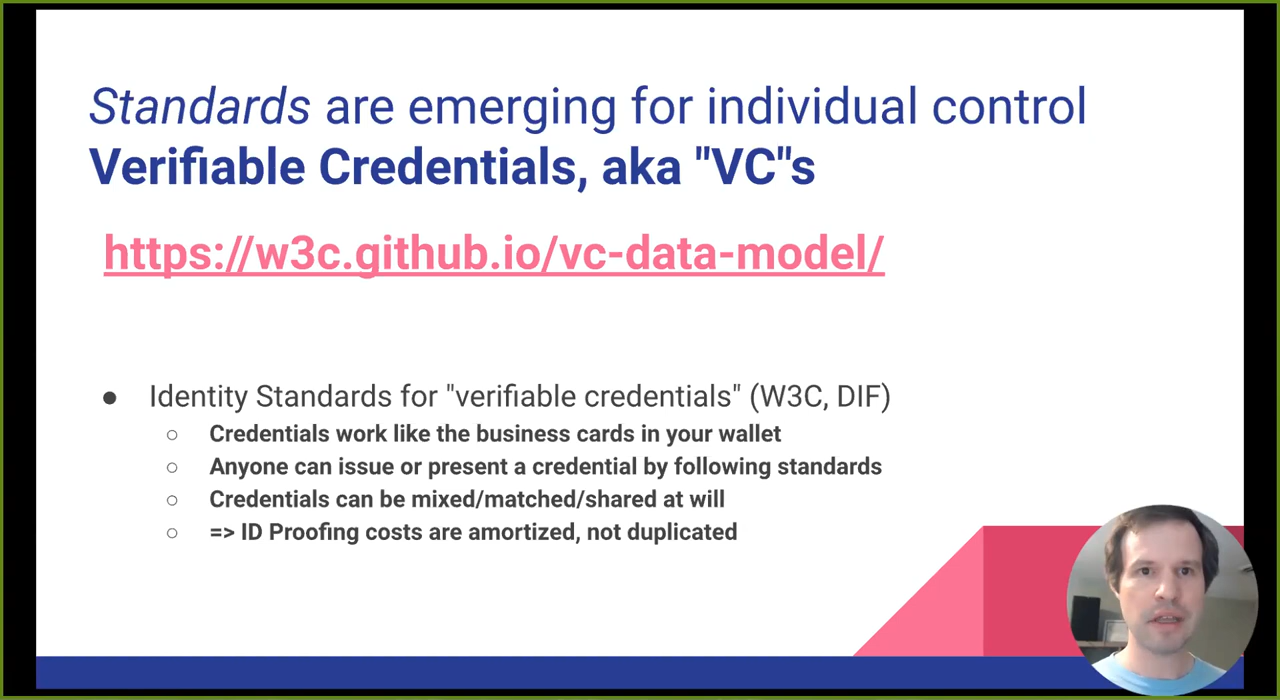 Standards are emerging for individual control
Verifiable Credentials, aka "VC"s
https://w3c.github.io/vc-data-model/
● Identity Standards for "verifiable credentials" (W3C, DIF)
○ Credentials work like the business cards in your wallet
○ Anyone can issue or present a credential by following standards
○ Credentials can be mixed/matched/shared at will
○ => ID Proofing costs are amortized, not duplicated